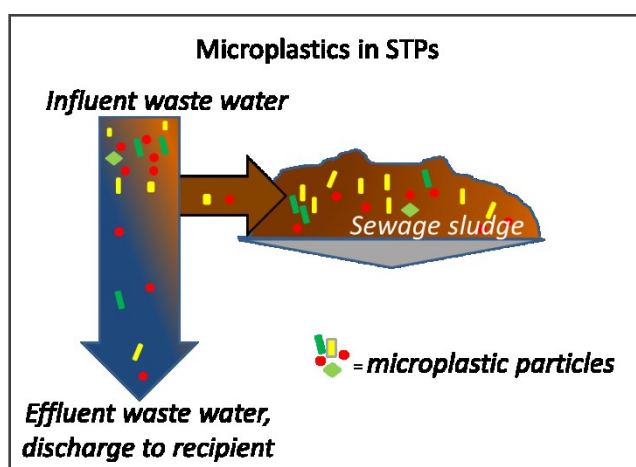 Microplastics in STPs
Influent waste water
Sewage sludge
= microplastic particles
Effluent waste water,
discharge to recipient